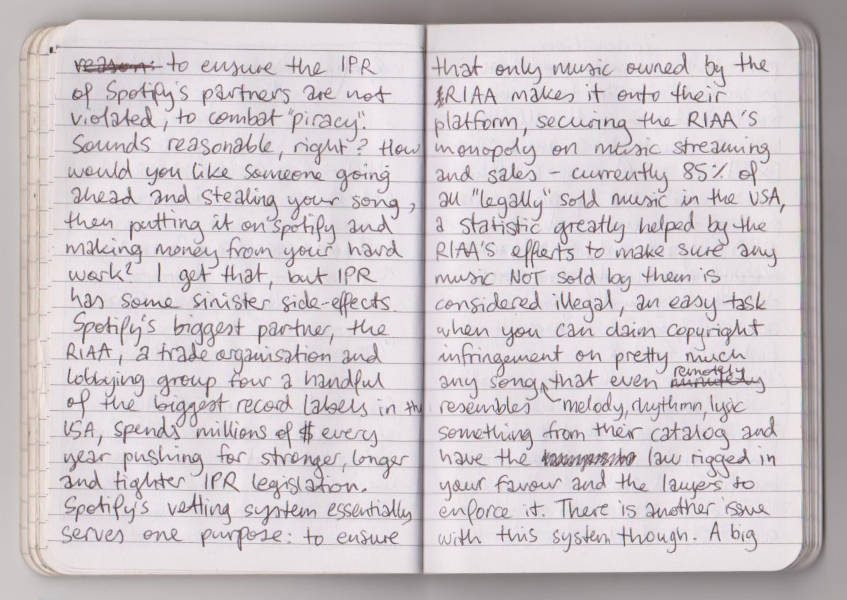 reason: to ensure the IPR
of Spotify's partners are not
violated, to combat "piracy".
Sounds reasonable, right? How
would you like someone going
ahead and stealing your song,
then putting it on spotify and
making money from your hard
work? I get that, but IPR
has some sinister side-effects.
Spotify's biggest partner, the
RIAA, a trade organisation and
lobbying group four a handful
of the biggest record labels in the
USA, spends millions of $ every
year pushing for stronger, longer
and tighter IPR legislation.
Spotify's vetting system essentially
serves one purpose: to ensure
that only music owned by the
RIAA makes it onto their
platform, securing the RIAA'S
monopoly on music streaming
and sales – currently 85% of
all "legally" sold music in the USA,
a statistic greatly helped by the
RIAA'S efforts to make sure any
music NOT sold by them is
considered illegal, an easy task
when you can claim copyright
infringement on pretty much
any song that even remotely
resembles melody, rhythmn, lyric
something from their catalog and
have the law rigged in
your favour and the lawyers to
enforce it. There is another issue
with this system though. A big